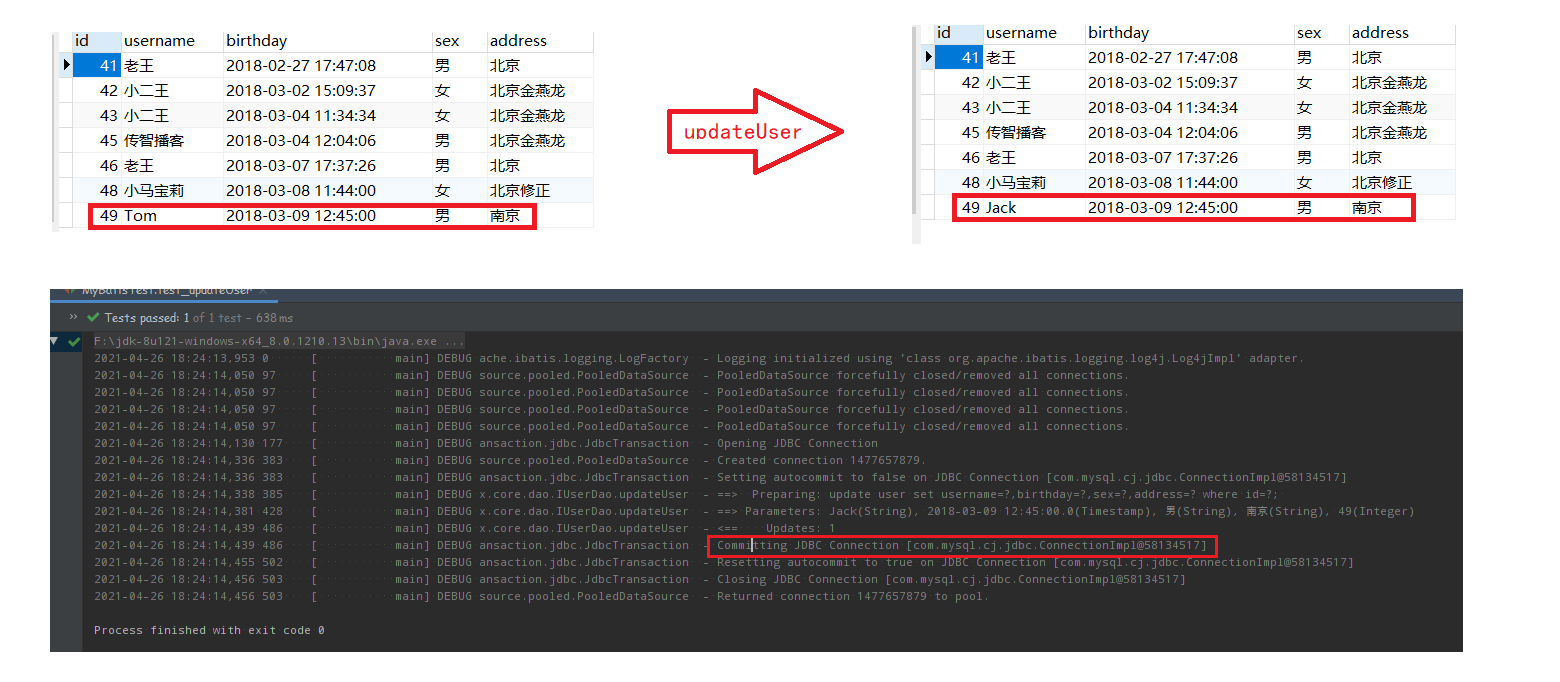 id username birthday sex address
41 老王 2018-02-27 17:47:08 男 北京
42 小二王 2018-03-02 15:09:37 女 北京金燕龙
43 小二王 2018-03-04 11:34:34 女 北京金燕龙
45 传智播客 2018-03-04 12:04:06 男 北京金燕龙
46 老王 2018-03-07 17:37:26 男 北京
48 小马宝莉 2018-03-08 11:44:00 女 北京修正
49 Tom 2018-03-09 12:45:00 男 南京
updateUser
id username birthday sex address
41 老王 2018-02-27 17:47:08 男 北京
42 小二王 2018-03-02 15:09:37 女 北京金燕龙
43 小二王 2018-03-04 11:34:34 女 北京金燕龙
45 传智播客 2018-03-04 12:04:06 男 北京金燕龙
46 老王 2018-03-07 17:37:26 男 北京
48 小马宝莉 2018-03-08 11:44:00 女 北京修正
49 Jack 2018-03-09 12:45:00 男 南京
MyBatisTest.test_updateUser ×
» Tests passed: 1 of 1 test – 638 ms
F:\jdk-8u121-windows-x64_8.0.1210.13\bin\java.exe ...
2021-04-26 18:24:13,953 0 [ main] DEBUG ache.ibatis.logging.LogFactory - Logging initialized using 'class org.apache.ibatis.logging.log4j.Log4jImpl' adapter.
2021-04-26 18:24:14,050 97 [ main] DEBUG source.pooled.PooledDataSource - PooledDataSource forcefully closed/removed all connections.
2021-04-26 18:24:14,050 97 [ main] DEBUG source.pooled.PooledDataSource - PooledDataSource forcefully closed/removed all connections.
2021-04-26 18:24:14,050 97 [ main] DEBUG source.pooled.PooledDataSource - PooledDataSource forcefully closed/removed all connections.
2021-04-26 18:24:14,050 97 [ main] DEBUG source.pooled.PooledDataSource - PooledDataSource forcefully closed/removed all connections.
2021-04-26 18:24:14,130 177 [ main] DEBUG ansaction.jdbc.JdbcTransaction - Opening JDBC Connection
2021-04-26 18:24:14,336 383 [ main] DEBUG source.pooled.PooledDataSource - Created connection 1477657879.
2021-04-26 18:24:14,336 383 [ main] DEBUG ansaction.jdbc.JdbcTransaction - Setting autocommit to false on JDBC Connection [com.mysql.cj.jdbc.ConnectionImpl@58134517]
2021-04-26 18:24:14,338 385 [ main] DEBUG x.core.dao.IUserDao.updateUser - ==> Preparing: update user set username=?,birthday=?,sex=?,address=? where id=?;
2021-04-26 18:24:14,381 428 [ main] DEBUG x.core.dao.IUserDao.updateUser - ==> Parameters: Jack(String), 2018-03-09 12:45:00.0(Timestamp), 男(String), 南京(String), 49(Integer)
2021-04-26 18:24:14,439 486 [ main] DEBUG x.core.dao.IUserDao.updateUser - <== Updates: 1
2021-04-26 18:24:14,439 486 [ main] DEBUG ansaction.jdbc.JdbcTransaction - Committing JDBC Connection [com.mysql.cj.jdbc.ConnectionImpl@58134517]
2021-04-26 18:24:14,455 502 [ main] DEBUG ansaction.jdbc.JdbcTransaction - Resetting autocommit to true on JDBC Connection [com.mysql.cj.jdbc.ConnectionImpl@58134517]
2021-04-26 18:24:14,456 503 [ main] DEBUG ansaction.jdbc.JdbcTransaction - Closing JDBC Connection [com.mysql.cj.jdbc.ConnectionImpl@58134517]
2021-04-26 18:24:14,456 503 [ main] DEBUG source.pooled.PooledDataSource - Returned connection 1477657879 to pool.
Process finished with exit code 0